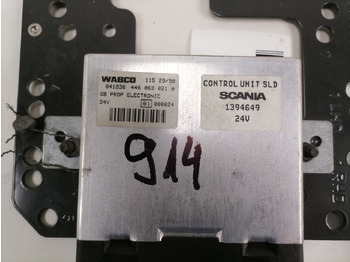 WABCO 115 23/98
041830 446 063 021 0
GB PROP ELECTRONIC
24V 01 000024
CONTROL UNIT SLD
SCANIA
1394649
24V
914